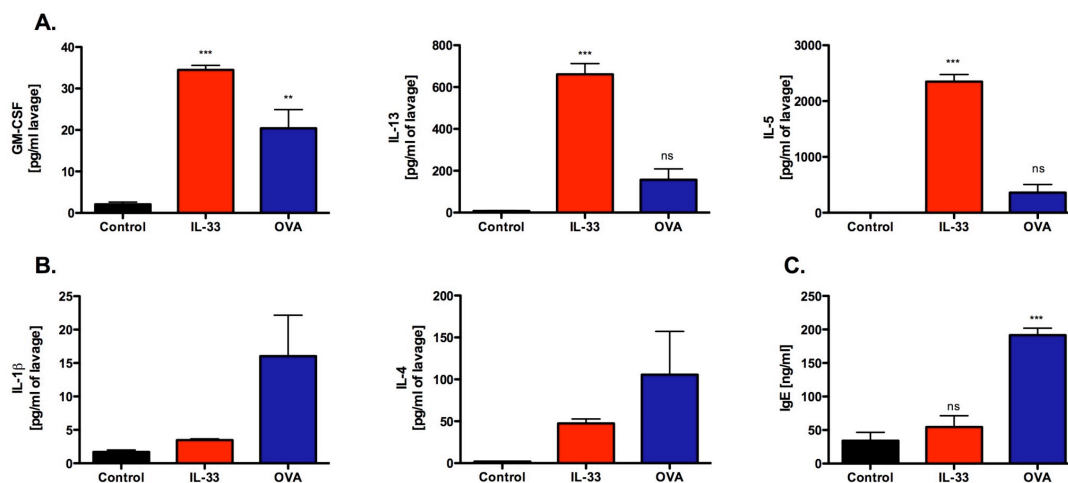 A.
GM-CSF
[pg/ml lavage]
40
30
20
10
0
***
**
Control IL-33 OVA
IL-13
[pg/ml of lavage]
800
600
400
200
0
***
ns
Control IL-33 OVA
IL-5
[pg/ml of lavage]
3000
2000
1000
0
***
ns
Control IL-33 OVA
B.
IL-1β
[pg/ml of lavage]
25
20
15
10
5
0
Control IL-33 OVA
IL-4
[pg/ml of lavage]
200
150
100
50
0
Control IL-33 OVA
C.
IgE [ng/ml]
250
200
150
100
50
0
ns
***
Control IL-33 OVA